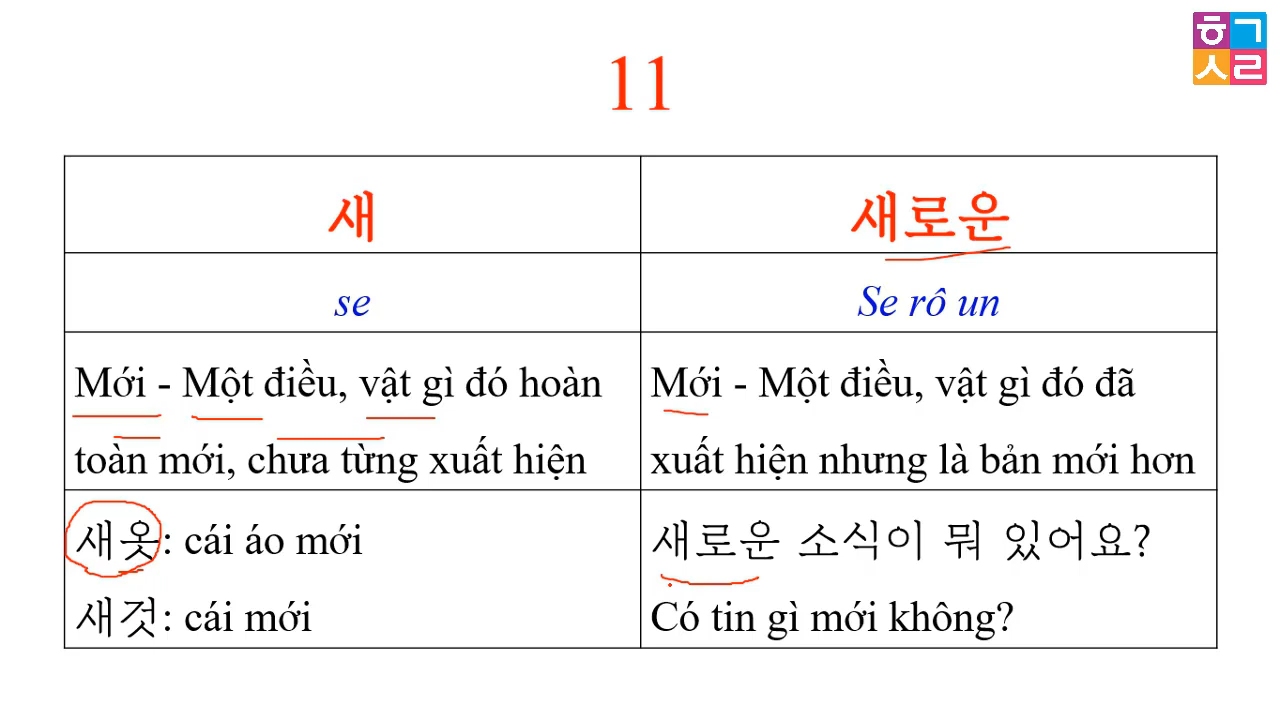 ㅎㄱ
ㅅㄹ
11
새
새로운
se
Se rô un
Mới - Một điều, vật gì đó hoàn
toàn mới, chưa từng xuất hiện
Mới - Một điều, vật gì đó đã
xuất hiện nhưng là bản mới hơn
새옷: cái áo mới
새것: cái mới
새로운 소식이 뭐 있어요?
Có tin gì mới không?